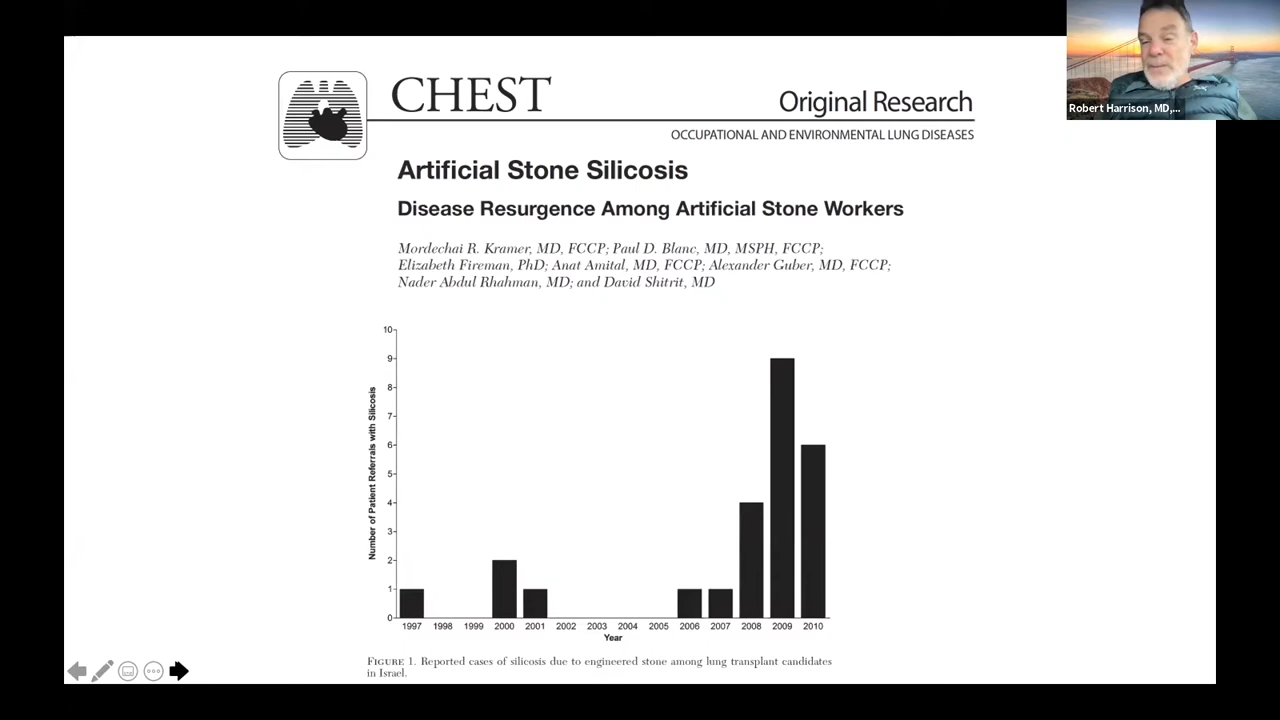 Robert Harrison, MD,...
CHEST
Original Research
OCCUPATIONAL AND ENVIRONMENTAL LUNG DISEASES
Artificial Stone Silicosis
Disease Resurgence Among Artificial Stone Workers
Mordechai R. Kramer, MD, FCCP; Paul D. Blanc, MD, MSPH, FCCP;
Elizabeth Fireman, PhD; Anat Amital, MD, FCCP; Alexander Guber, MD, FCCP;
Nader Abdul Rhahman, MD; and David Shitrit, MD
Number of Patient Referrals with Silicosis
10
9
8
7
6
5
4
3
2
1
0
1997 1998 1999 2000 2001 2002 2003 2004 2005 2006 2007 2008 2009 2010
Year
FIGURE 1. Reported cases of silicosis due to engineered stone among lung transplant candidates
in Israel.